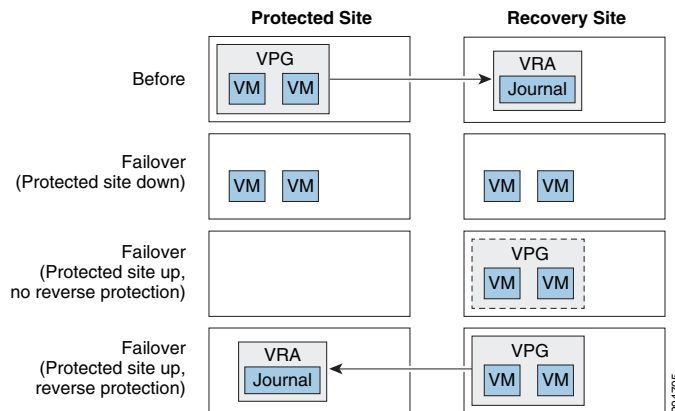 Protected Site
Recovery Site
Before
VPG
VM VM
VRA
Journal
Failover
(Protected site down)
VM VM
VM VM
Failover
(Protected site up,
no reverse protection)
VPG
VM VM
Failover
(Protected site up,
reverse protection)
VRA
Journal
VPG
VM VM